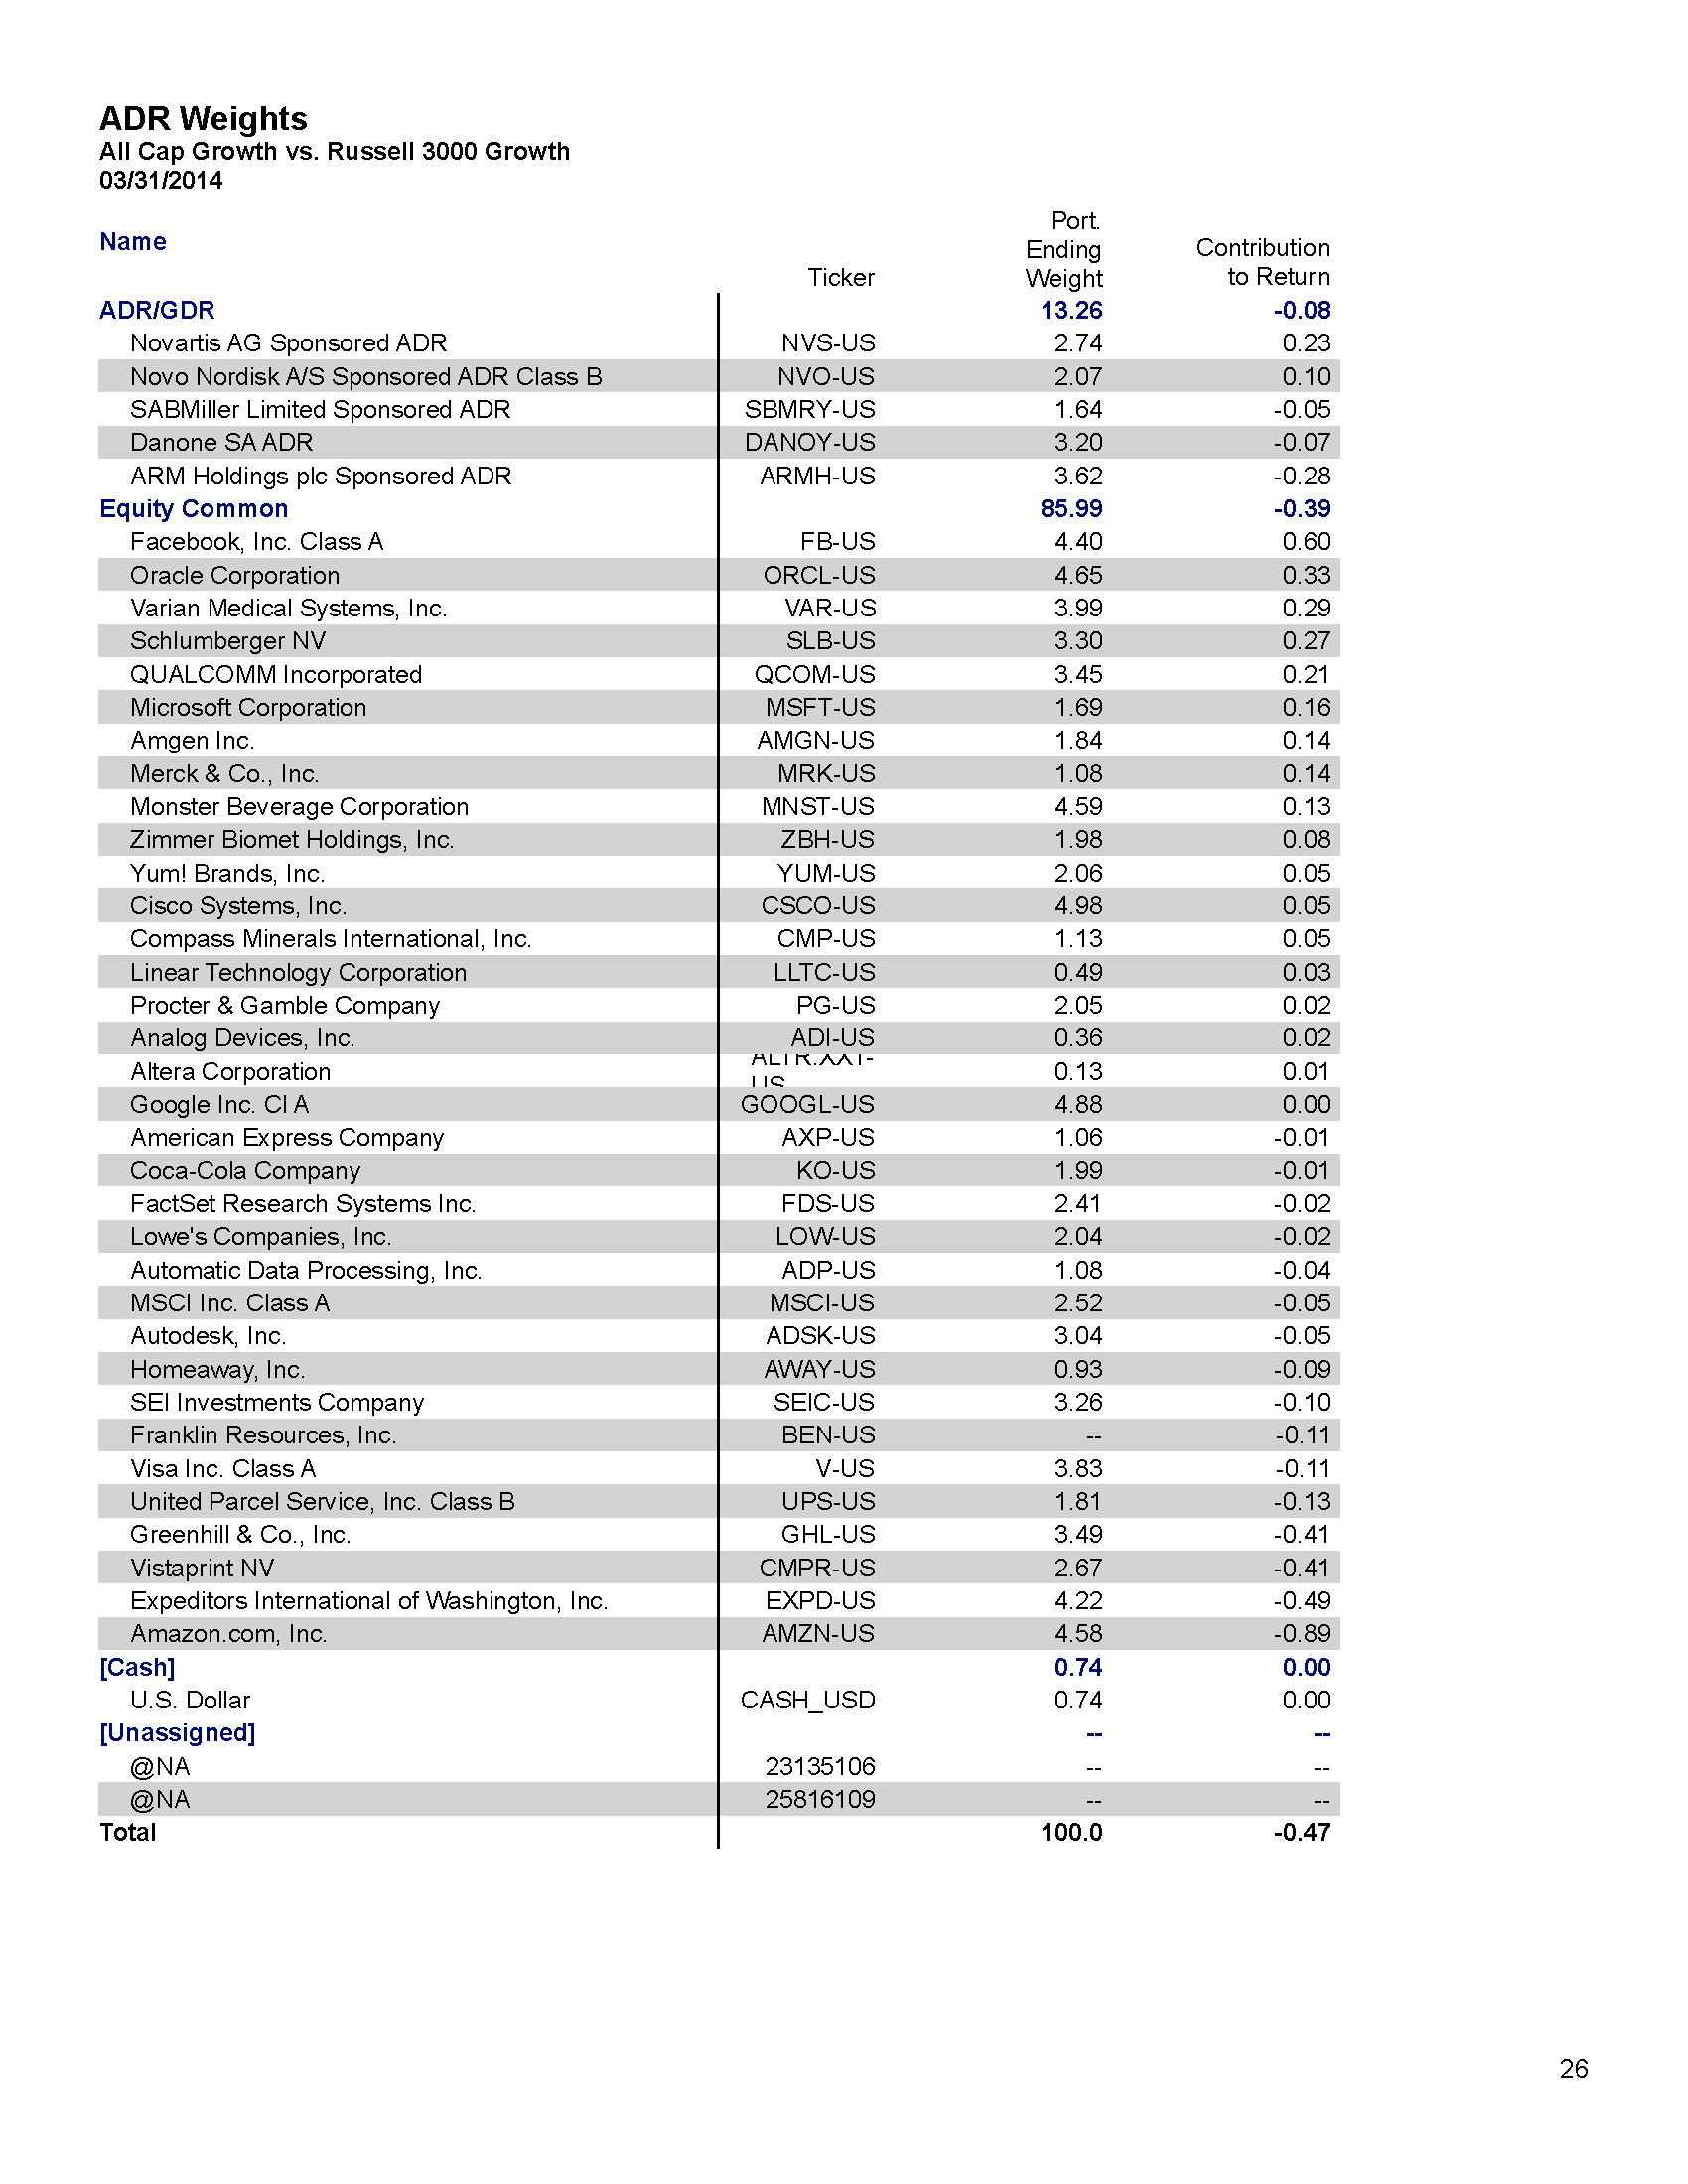 ADR Weights
All Cap Growth vs. Russell 3000 Growth
03/31/2014
Name Ticker Port. Ending Weight Contribution to Return
ADR/GDR 13.26 -0.08
Novartis AG Sponsored ADR NVS-US 2.74 0.23
Novo Nordisk A/S Sponsored ADR Class B NVO-US 2.07 0.10
SABMiller Limited Sponsored ADR SBMRY-US 1.64 -0.05
Danone SA ADR DANOY-US 3.20 -0.07
ARM Holdings plc Sponsored ADR ARMH-US 3.62 -0.28
Equity Common 85.99 -0.39
Facebook, Inc. Class A FB-US 4.40 0.60
Oracle Corporation ORCL-US 4.65 0.33
Varian Medical Systems, Inc. VAR-US 3.99 0.29
Schlumberger NV SLB-US 3.30 0.27
QUALCOMM Incorporated QCOM-US 3.45 0.21
Microsoft Corporation MSFT-US 1.69 0.16
Amgen Inc. AMGN-US 1.84 0.14
Merck & Co., Inc. MRK-US 1.08 0.14
Monster Beverage Corporation MNST-US 4.59 0.13
Zimmer Biomet Holdings, Inc. ZBH-US 1.98 0.08
Yum! Brands, Inc. YUM-US 2.06 0.05
Cisco Systems, Inc. CSCO-US 4.98 0.05
Compass Minerals International, Inc. CMP-US 1.13 0.05
Linear Technology Corporation LLTC-US 0.49 0.03
Procter & Gamble Company PG-US 2.05 0.02
Analog Devices, Inc. ADI-US 0.36 0.02
Altera Corporation 0.13 0.01
Google Inc. Cl A GOOGL-US 4.88 0.00
American Express Company AXP-US 1.06 -0.01
Coca-Cola Company KO-US 1.99 -0.01
FactSet Research Systems Inc. FDS-US 2.41 -0.02
Lowe's Companies, Inc. LOW-US 2.04 -0.02
Automatic Data Processing, Inc. ADP-US 1.08 -0.04
MSCI Inc. Class A MSCI-US 2.52 -0.05
Autodesk, Inc. ADSK-US 3.04 -0.05
Homeaway, Inc. AWAY-US 0.93 -0.09
SEI Investments Company SEIC-US 3.26 -0.10
Franklin Resources, Inc. BEN-US -- -0.11
Visa Inc. Class A V-US 3.83 -0.11
United Parcel Service, Inc. Class B UPS-US 1.81 -0.13
Greenhill & Co., Inc. GHL-US 3.49 -0.41
Vistaprint NV CMPR-US 2.67 -0.41
Expeditors International of Washington, Inc. EXPD-US 4.22 -0.49
Amazon.com, Inc. AMZN-US 4.58 -0.89
[Cash] 0.74 0.00
U.S. Dollar CASH_USD 0.74 0.00
[Unassigned] -- --
@NA 23135106 -- --
@NA 25816109 -- --
Total 100.0 -0.47
26